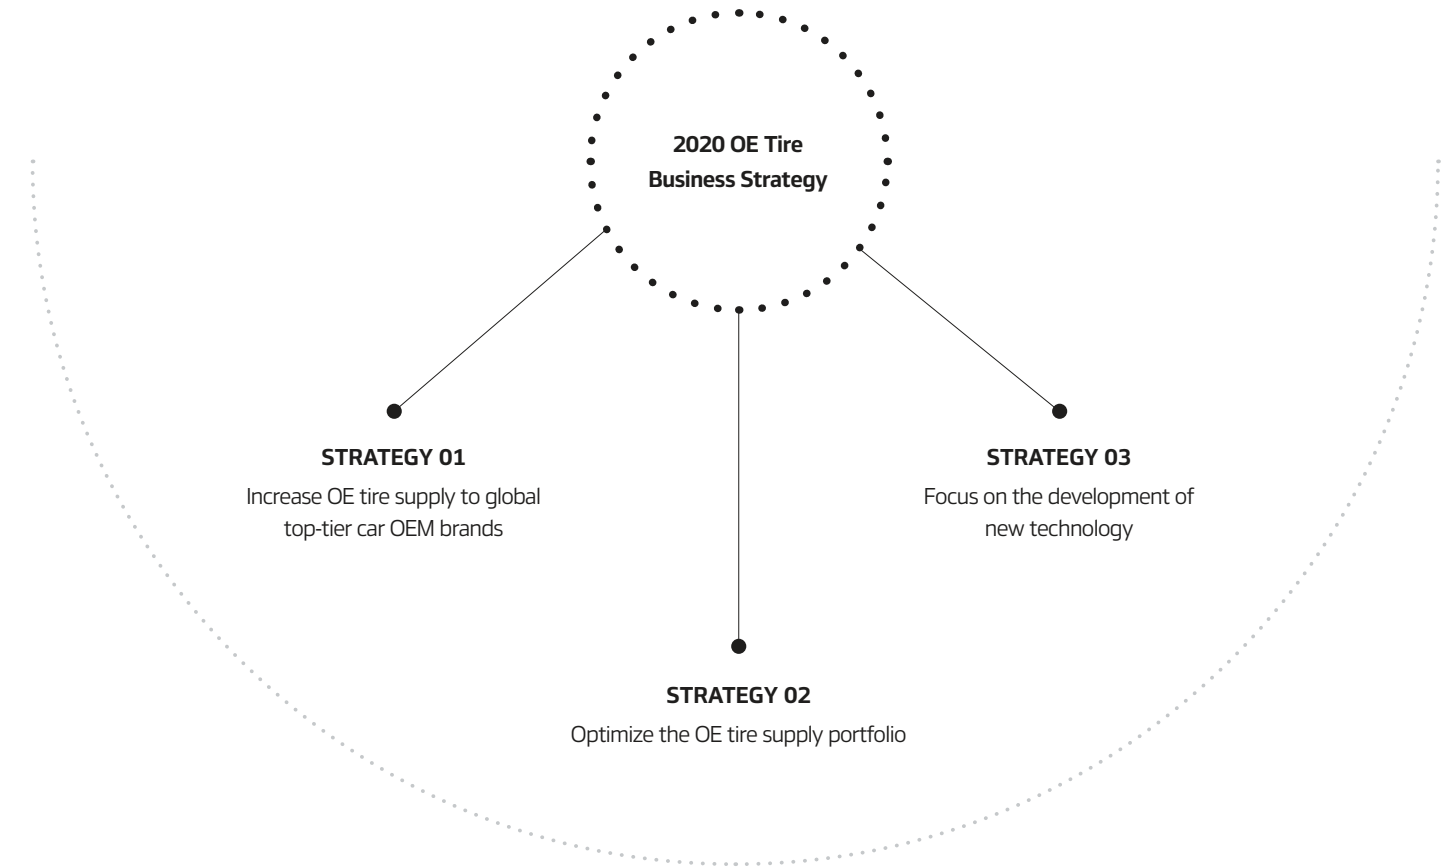 2020 OE Tire
Business Strategy
STRATEGY 01
Increase OE tire supply to global
top-tier car OEM brands
STRATEGY 02
Optimize the OE tire supply portfolio
STRATEGY 03
Focus on the development of
new technology